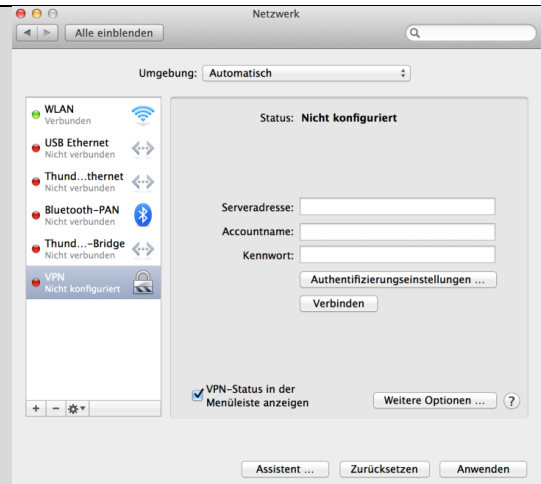 Netzwerk
Alle einblenden
Umgebung: Automatisch
WLAN
Verbunden
USB Ethernet
Nicht verbunden
Thund...thernet
Nicht verbunden
Bluetooth-PAN
Nicht verbunden
Thund...-Bridge
Nicht verbunden
VPN
Nicht konfiguriert
+ −
Status: Nicht konfiguriert
Serveradresse:
Accountname:
Kennwort:
Authentifizierungseinstellungen ...
Verbinden
VPN-Status in der
Menüleiste anzeigen
Weitere Optionen ... ?
Assistent ... Zurücksetzen Anwenden